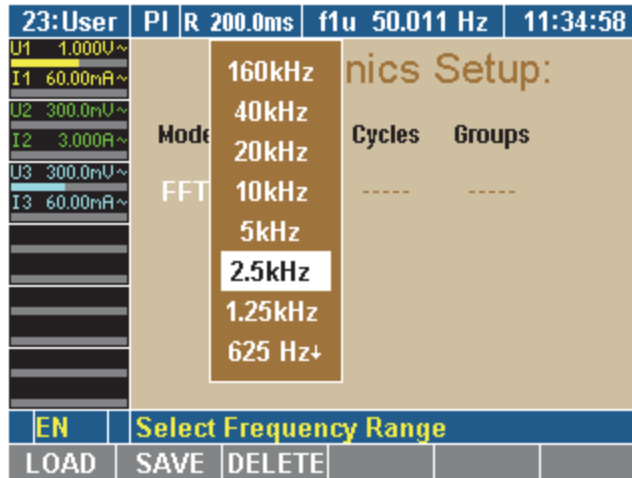 23:User PI R 200.0ms f1u 50.011 Hz 11:34:58
U1 1.000V~
I1 60.00mA~
U2 300.0mV~
I2 3.000A~
U3 300.0mV~
I3 60.00mA~
nics Setup:
Mode Cycles Groups
FFT ----- -----
160kHz
40kHz
20kHz
10kHz
5kHz
2.5kHz
1.25kHz
625 Hz↓
EN Select Frequency Range
LOAD SAVE DELETE